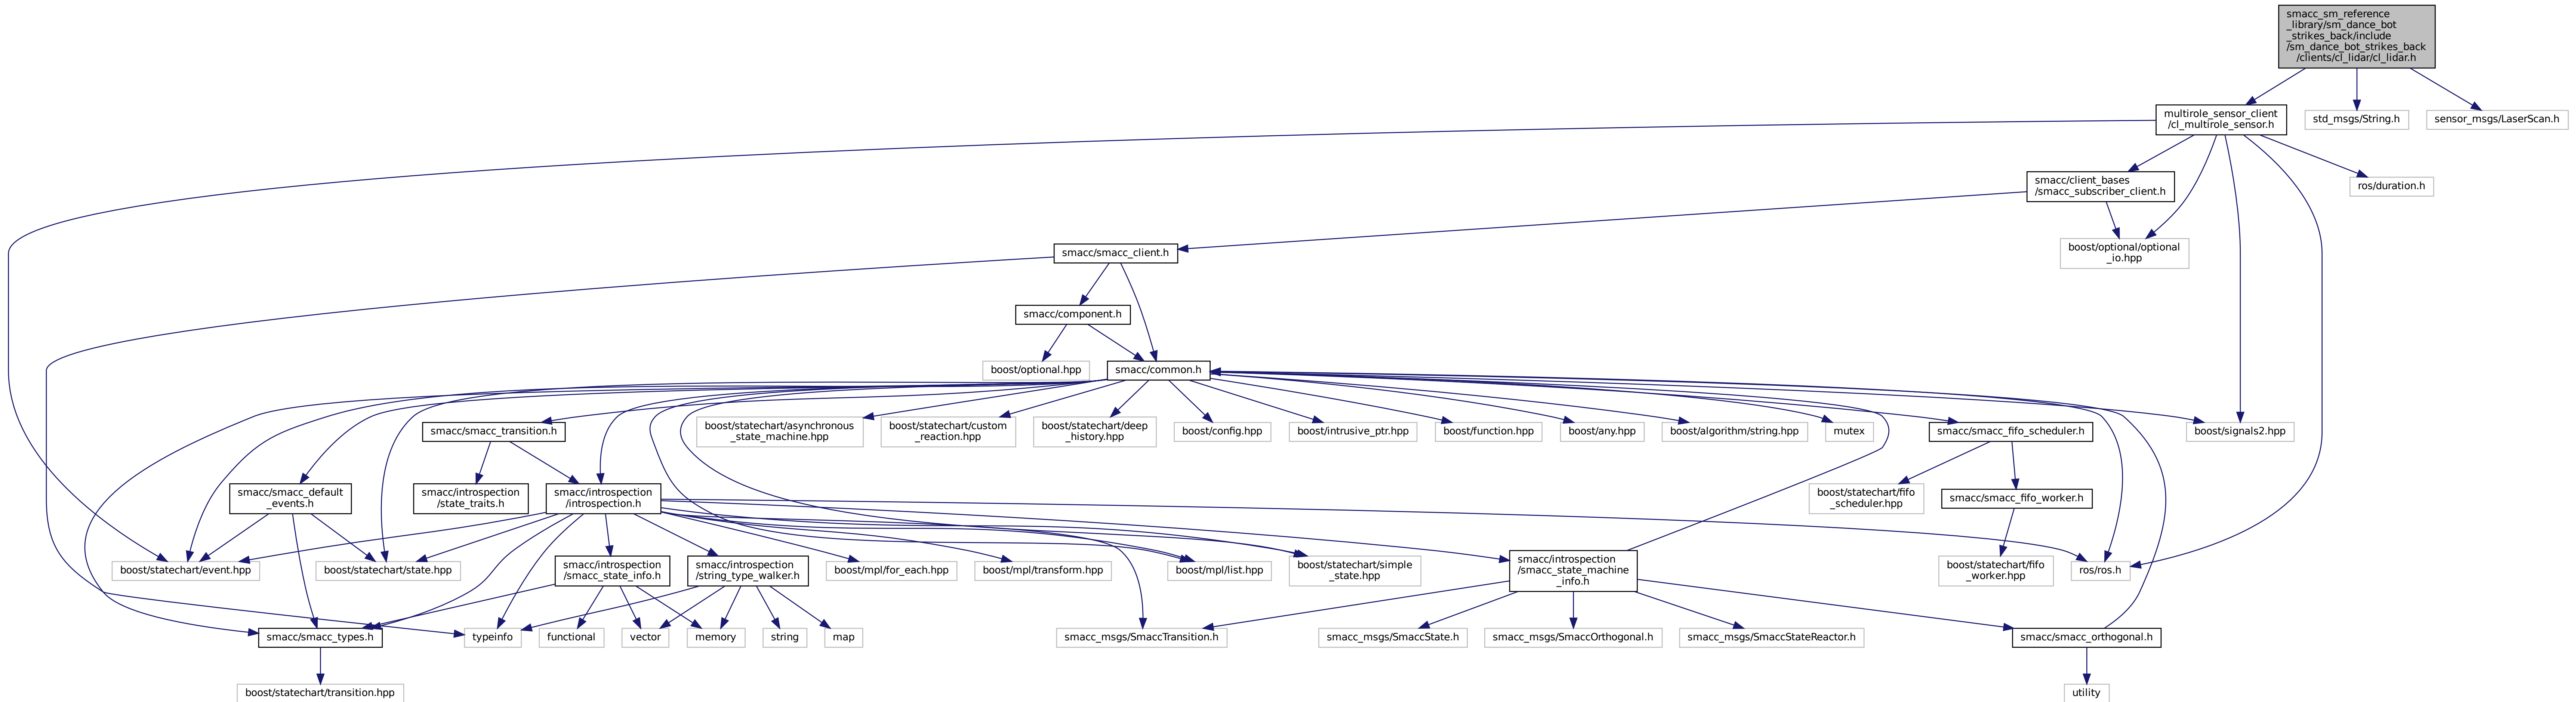 smacc_sm_reference
_library/sm_dance_bot
_strikes_back/include
/sm_dance_bot_strikes_back
/clients/cl_lidar/cl_lidar.h
multirole_sensor_client
/cl_multirole_sensor.h
std_msgs/String.h
sensor_msgs/LaserScan.h
smacc/client_bases
/smacc_subscriber_client.h
ros/duration.h
smacc/smacc_client.h
boost/optional/optional
_io.hpp
smacc/component.h
boost/optional.hpp
smacc/common.h
smacc/smacc_transition.h
boost/statechart/asynchronous
_state_machine.hpp
boost/statechart/custom
_reaction.hpp
boost/statechart/deep
_history.hpp
boost/config.hpp
boost/intrusive_ptr.hpp
boost/function.hpp
boost/any.hpp
boost/algorithm/string.hpp
mutex
smacc/smacc_fifo_scheduler.h
boost/signals2.hpp
smacc/smacc_default
_events.h
smacc/introspection
/state_traits.h
smacc/introspection
/introspection.h
boost/statechart/fifo
_scheduler.hpp
smacc/smacc_fifo_worker.h
boost/statechart/event.hpp
boost/statechart/state.hpp
smacc/introspection
/smacc_state_info.h
smacc/introspection
/string_type_walker.h
boost/mpl/for_each.hpp
boost/mpl/transform.hpp
boost/mpl/list.hpp
boost/statechart/simple
_state.hpp
smacc/introspection
/smacc_state_machine
_info.h
boost/statechart/fifo
_worker.hpp
ros/ros.h
smacc/smacc_types.h
typeinfo
functional
vector
memory
string
map
smacc_msgs/SmaccTransition.h
smacc_msgs/SmaccState.h
smacc_msgs/SmaccOrthogonal.h
smacc_msgs/SmaccStateReactor.h
smacc/smacc_orthogonal.h
boost/statechart/transition.hpp
utility